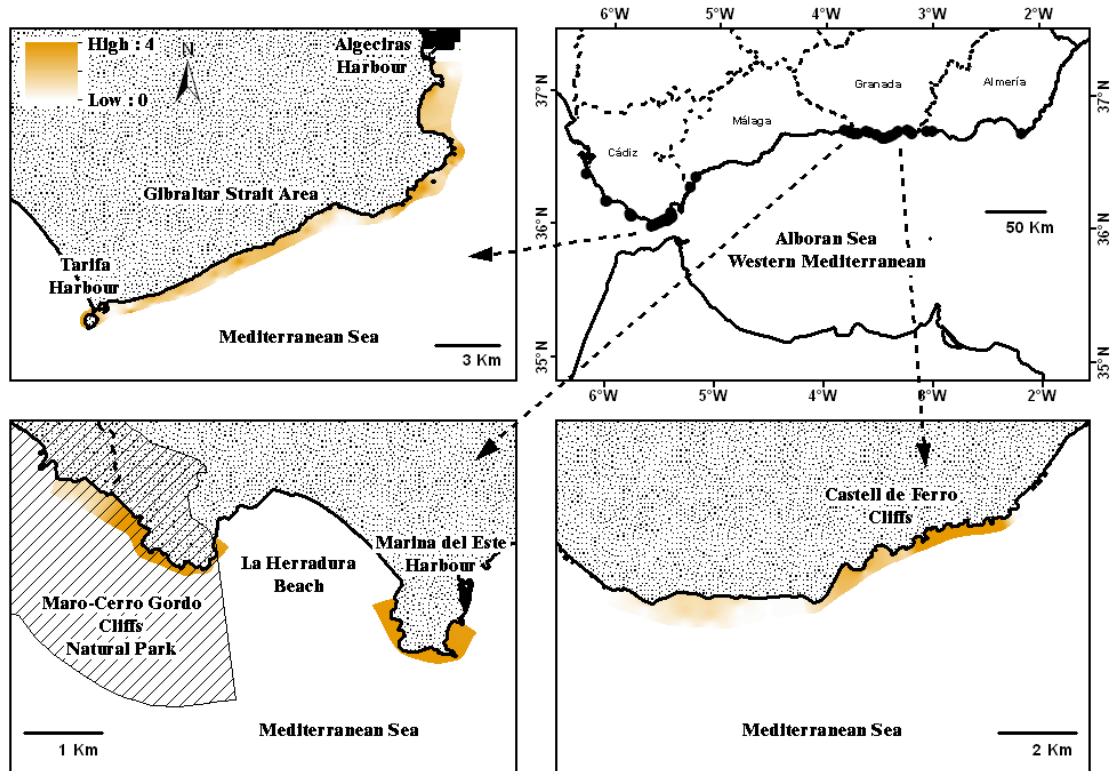 High : 4
Low : 0
N
Algeciras
Harbour
Gibraltar Strait Area
Tarifa
Harbour
Mediterranean Sea
3 Km
6°W
5°W
4°W
3°W
2°W
37°N
36°N
35°N
Cádiz
Málaga
Granada
Almería
50 Km
Alboran Sea
Western Mediterranean
37°N
36°N
35°N
6°W
5°W
4°W
3°W
2°W
Maro-Cerro Gordo
Cliffs
Natural Park
La Herradura
Beach
Marina del Este
Harbour
1 Km
Mediterranean Sea
Castell de Ferro
Cliffs
Mediterranean Sea
2 Km